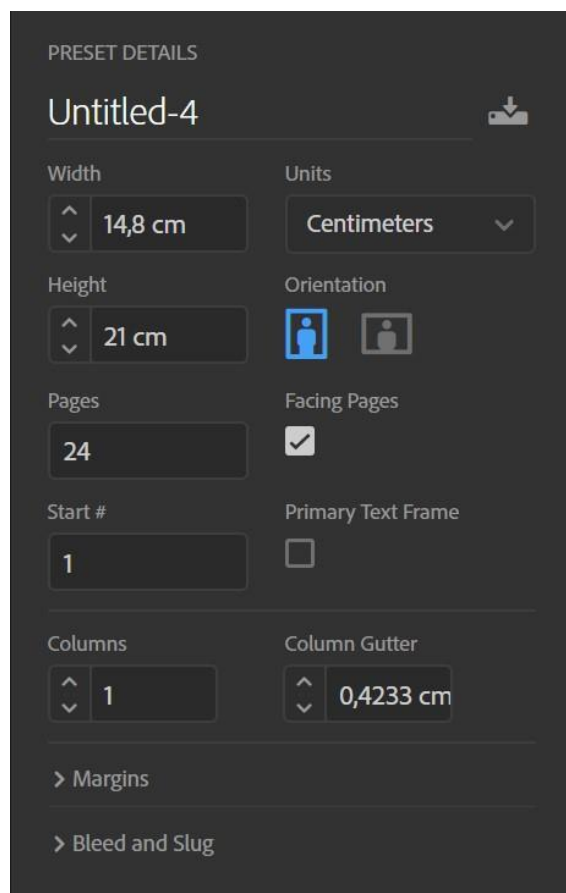 PRESET DETAILS
Untitled-4
Width Units
14,8 cm Centimeters
Height Orientation
21 cm
Pages Facing Pages
24
Start # Primary Text Frame
1
Columns Column Gutter
1 0,4233 cm
Margins
Bleed and Slug